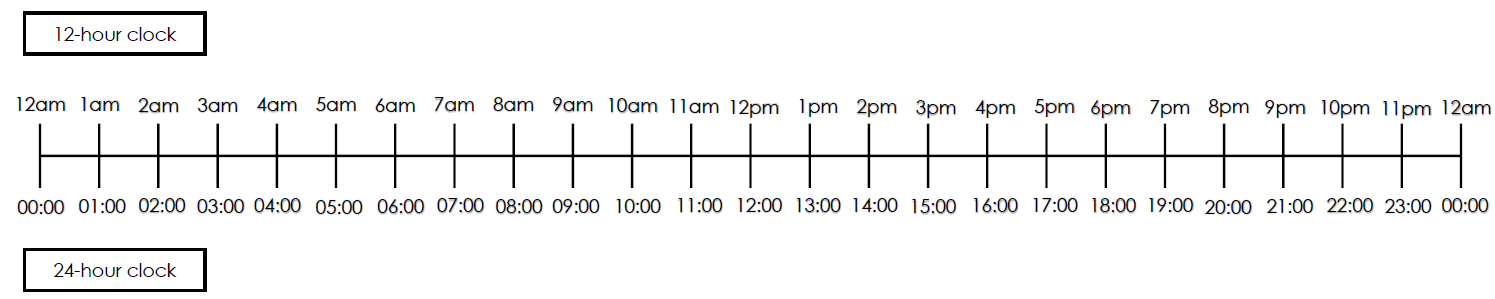 12-hour clock
12am 1am 2am 3am 4am 5am 6am 7am 8am 9am 10am 11am 12pm 1pm 2pm 3pm 4pm 5pm 6pm 7pm 8pm 9pm 10pm 11pm 12am
00:00 01:00 02:00 03:00 04:00 05:00 06:00 07:00 08:00 09:00 10:00 11:00 12:00 13:00 14:00 15:00 16:00 17:00 18:00 19:00 20:00 21:00 22:00 23:00 00:00
24-hour clock